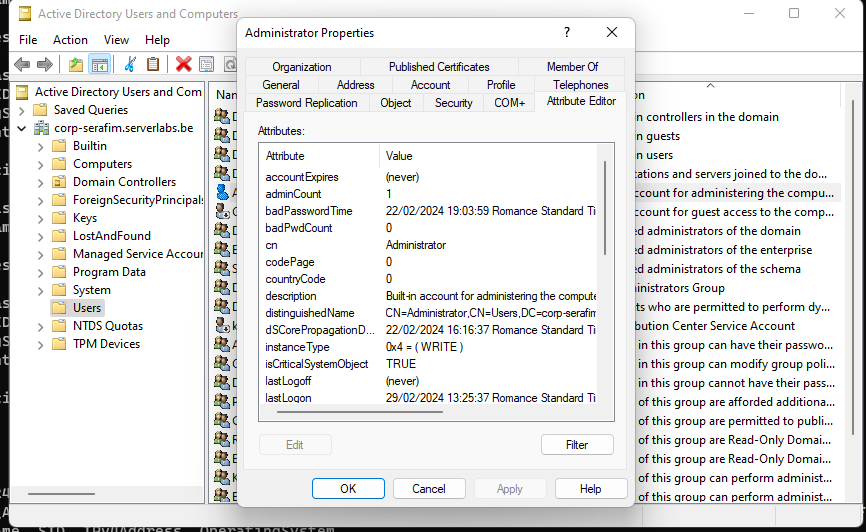 Active Directory Users and Computers
File Action View Help
Administrator Properties
? ×
Organization Published Certificates Member Of
General Address Account Profile Telephones
Password Replication Object Security COM+ Attribute Editor
Attributes:
Attribute Value
accountExpires (never)
adminCount 1
badPasswordTime 22/02/2024 19:03:59 Romance Standard Ti
badPwdCount 0
cn Administrator
codePage 0
countryCode 0
description Built-in account for administering the compute
distinguishedName CN=Administrator,CN=Users,DC=corp-serafim
dSCorePropagationD... 22/02/2024 16:16:37 Romance Standard Ti
instanceType 0x4 = ( WRITE )
isCriticalSystemObject TRUE
lastLogoff (never)
lastLogon 29/02/2024 13:25:37 Romance Standard Ti
Edit Filter
OK Cancel Apply Help
Active Directory Users and Com
Saved Queries
corp-serafim.serverlabs.be
Builtin
Computers
Domain Controllers
ForeignSecurityPrincipals
Keys
LostAndFound
Managed Service Accour
Program Data
System
Users
NTDS Quotas
TPM Devices
Na
on
n controllers in the domain
n guests
n users
tations and servers joined to the do...
ccount for administering the compu...
ccount for guest access to the comp...
ed administrators of the domain
ed administrators of the enterprise
ed administrators of the schema
inistrators Group
ts who are permitted to perform dy...
bution Center Service Account
in this group can have their passwo...
in this group can modify group poli...
in this group cannot have their pass...
of this group are afforded additiona...
of this group are permitted to publi...
of this group are Read-Only Domai...
of this group are Read-Only Domai...
in this group can perform administ...
of this group can perform administ...